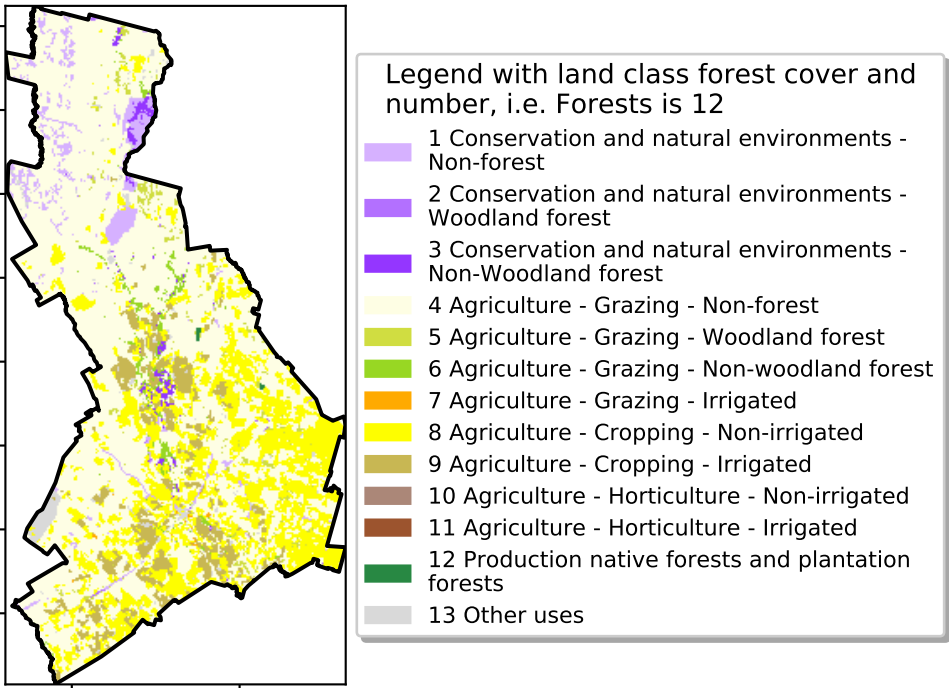 Legend with land class forest cover and
number, i.e. Forests is 12
1 Conservation and natural environments -
Non-forest
2 Conservation and natural environments -
Woodland forest
3 Conservation and natural environments -
Non-Woodland forest
4 Agriculture - Grazing - Non-forest
5 Agriculture - Grazing - Woodland forest
6 Agriculture - Grazing - Non-woodland forest
7 Agriculture - Grazing - Irrigated
8 Agriculture - Cropping - Non-irrigated
9 Agriculture - Cropping - Irrigated
10 Agriculture - Horticulture - Non-irrigated
11 Agriculture - Horticulture - Irrigated
12 Production native forests and plantation
forests
13 Other uses